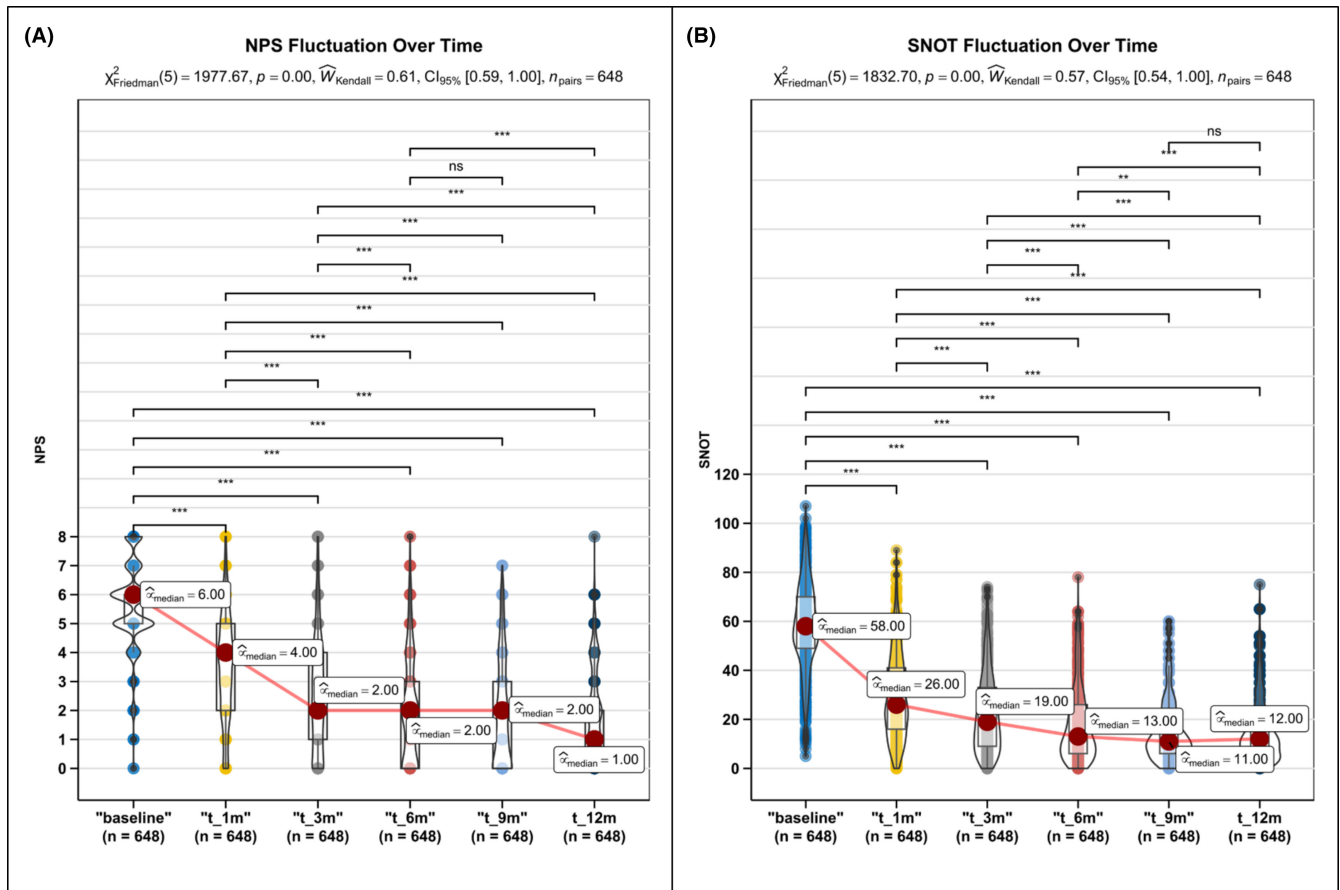 (A)
NPS Fluctuation Over Time
χ²Friedman(5) = 1977.67, p = 0.00, ŴKendall = 0.61, CI95% [0.59, 1.00], npairs = 648
***
ns
***
***
***
***
***
***
***
***
***
***
***
***
NPS
8
7
6
5
4
3
2
1
0
μ̂median = 6.00
μ̂median = 4.00
μ̂median = 2.00
μ̂median = 2.00
μ̂median = 2.00
μ̂median = 1.00
"baseline"
(n = 648)
"t_1m"
(n = 648)
"t_3m"
(n = 648)
"t_6m"
(n = 648)
"t_9m"
(n = 648)
t_12m
(n = 648)
(B)
SNOT Fluctuation Over Time
χ²Friedman(5) = 1832.70, p = 0.00, ŴKendall = 0.57, CI95% [0.54, 1.00], npairs = 648
ns
***
**
***
***
***
***
***
***
***
***
***
***
***
***
SNOT
120
100
80
60
40
20
0
μ̂median = 58.00
μ̂median = 26.00
μ̂median = 19.00
μ̂median = 13.00
μ̂median = 11.00
μ̂median = 12.00
"baseline"
(n = 648)
"t_1m"
(n = 648)
"t_3m"
(n = 648)
"t_6m"
(n = 648)
"t_9m"
(n = 648)
t_12m
(n = 648)